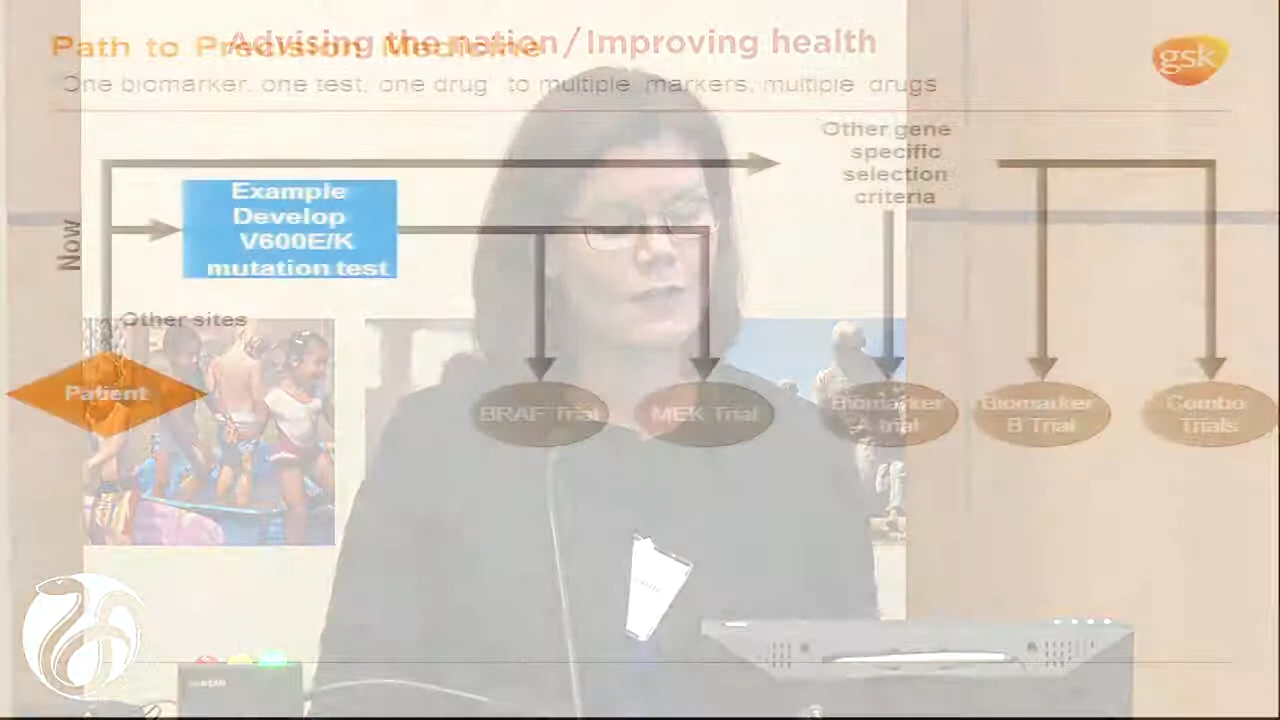 Advising the nation / Improving health
Path to Precision Medicine
gsk
One biomarker, one test, one drug to multiple markers, multiple drugs
Other gene
specific
selection
criteria
Example
Develop
V600E/K
mutation test
Now
Other sites
Patient
BRAF Trial
MEK Trial
Biomarker
A trial
Biomarker
B Trial
Combo
Trials